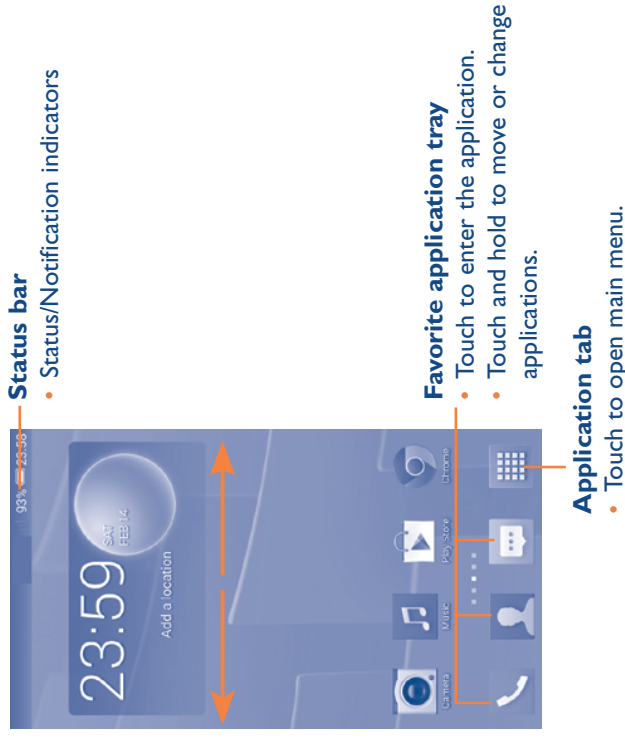 Status bar
• Status/Notification indicators
93% 23:58
23:59
SAT
FEB 14
Add a location
Camera
Music
Play Store
Chrome
Favorite application tray
• Touch to enter the application.
• Touch and hold to move or change
applications.
Application tab
• Touch to open main menu.